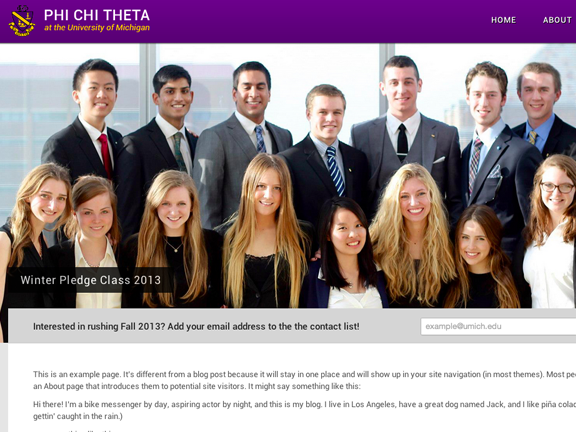 PHI CHI THETA
at the University of Michigan
HOME
ABOUT
Winter Pledge Class 2013
Interested in rushing Fall 2013? Add your email address to the the contact list!
example@umich.edu
This is an example page. It's different from a blog post because it will stay in one place and will show up in your site navigation (in most themes). Most
an About page that introduces them to potential site visitors. It might say something like this:
Hi there! I'm a bike messenger by day, aspiring actor by night, and this is my blog. I live in Los Angeles, have a great dog named Jack, and I like piña
gettin' caught in the rain.)